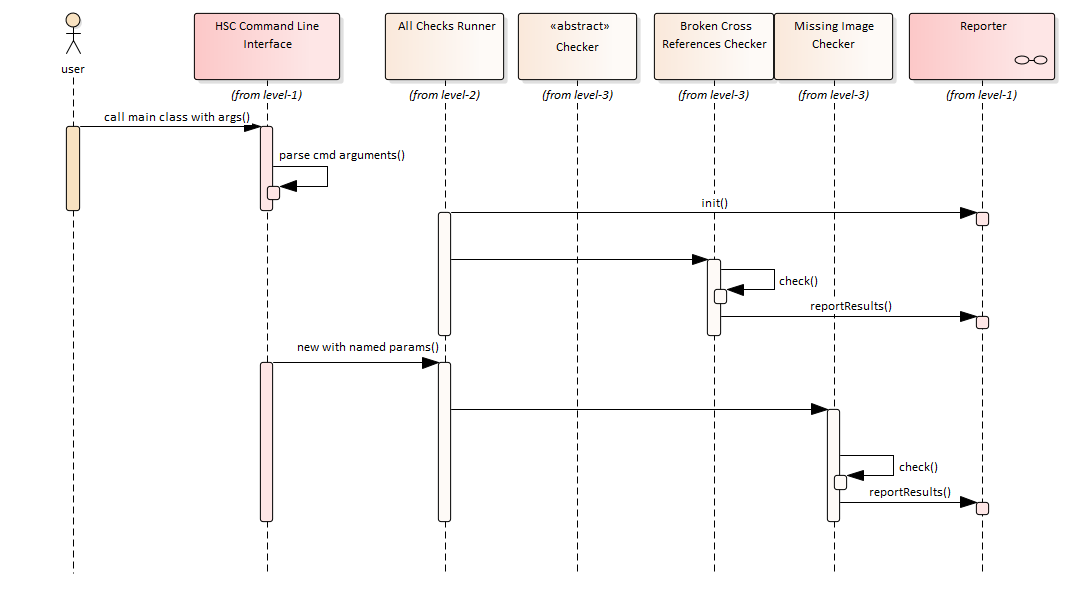 user
HSC Command Line
Interface
(from level-1)
All Checks Runner
(from level-2)
«abstract»
Checker
(from level-3)
Broken Cross
References Checker
(from level-3)
Missing Image
Checker
(from level-3)
Reporter
(from level-1)
call main class with args()
parse cmd arguments()
init()
check()
reportResults()
new with named params()
check()
reportResults()